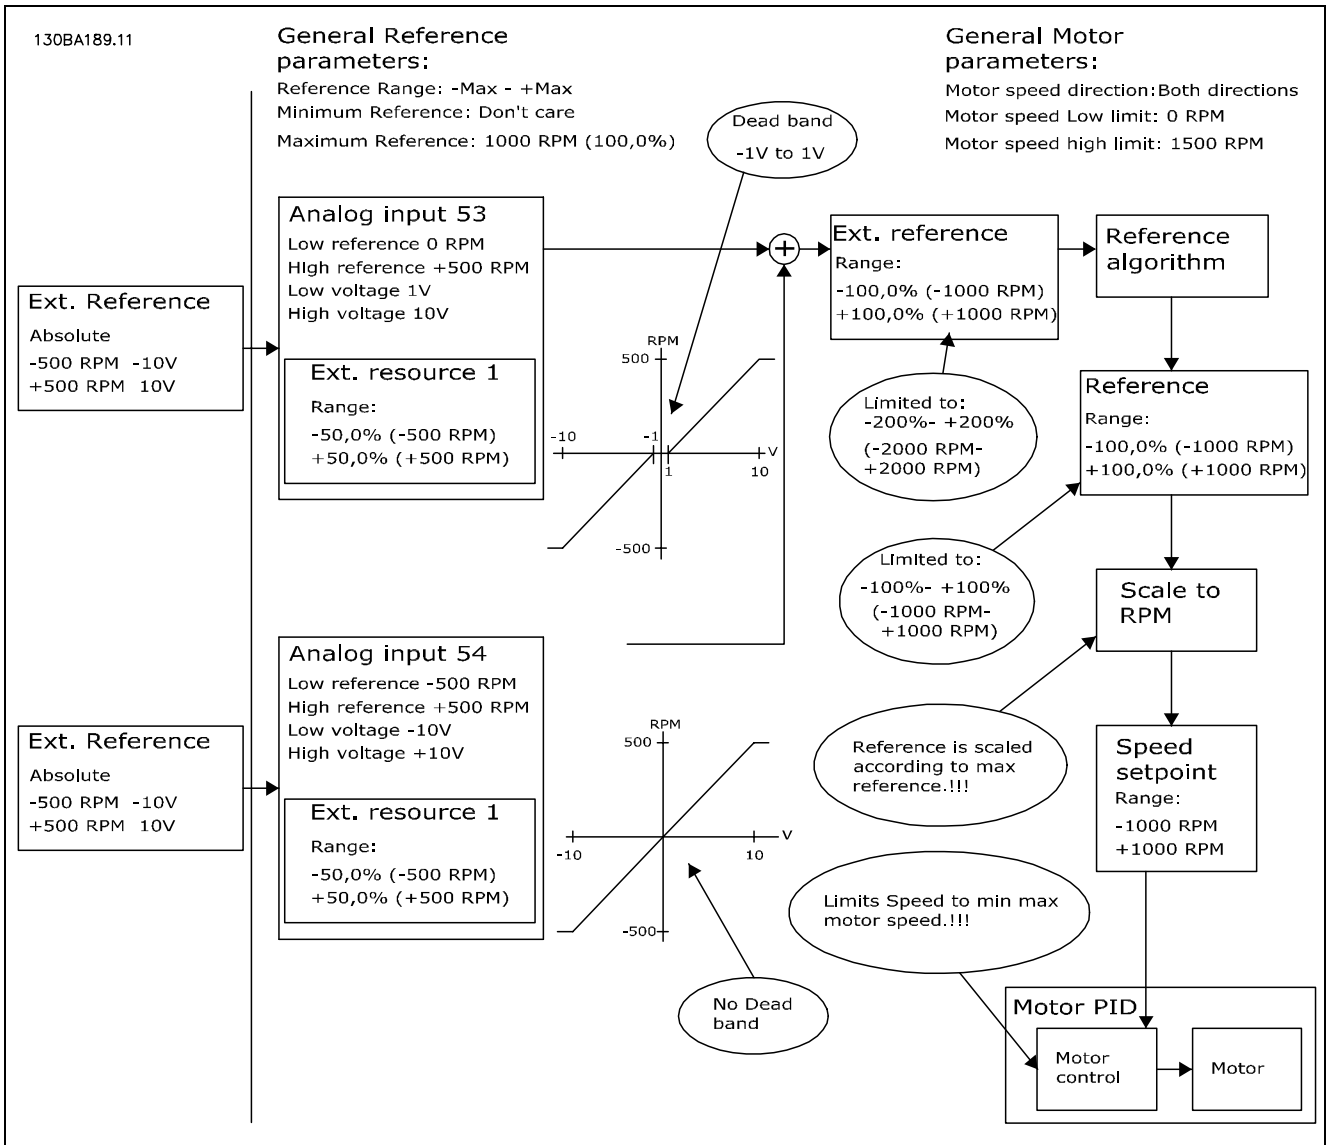 130BA189.11
General Reference
parameters:
Reference Range: -Max - +Max
Minimum Reference: Don't care
Maximum Reference: 1000 RPM (100,0%)
General Motor
parameters:
Motor speed direction:Both directions
Motor speed Low limit: 0 RPM
Motor speed high limit: 1500 RPM
Dead band
-1V to 1V
Ext. Reference
Absolute
-500 RPM -10V
+500 RPM 10V
Analog input 53
Low reference 0 RPM
High reference +500 RPM
Low voltage 1V
High voltage 10V
Ext. resource 1
Range:
-50,0% (-500 RPM)
+50,0% (+500 RPM)
RPM
500
-10
-1
V
1
10
-500
+
Ext. reference
Range:
-100,0% (-1000 RPM)
+100,0% (+1000 RPM)
Reference
algorithm
Limited to:
-200%- +200%
(-2000 RPM-
+2000 RPM)
Reference
Range:
-100,0% (-1000 RPM)
+100,0% (+1000 RPM)
Limited to:
-100%- +100%
(-1000 RPM-
+1000 RPM)
Scale to
RPM
Ext. Reference
Absolute
-500 RPM -10V
+500 RPM 10V
Analog input 54
Low reference -500 RPM
High reference +500 RPM
Low voltage -10V
High voltage +10V
Ext. resource 1
Range:
-50,0% (-500 RPM)
+50,0% (+500 RPM)
RPM
500
V
-10
10
-500
No Dead
band
Reference is scaled
according to max
reference.!!!
Speed
setpoint
Range:
-1000 RPM
+1000 RPM
Limits Speed to min max
motor speed.!!!
Motor PID
Motor
control
Motor